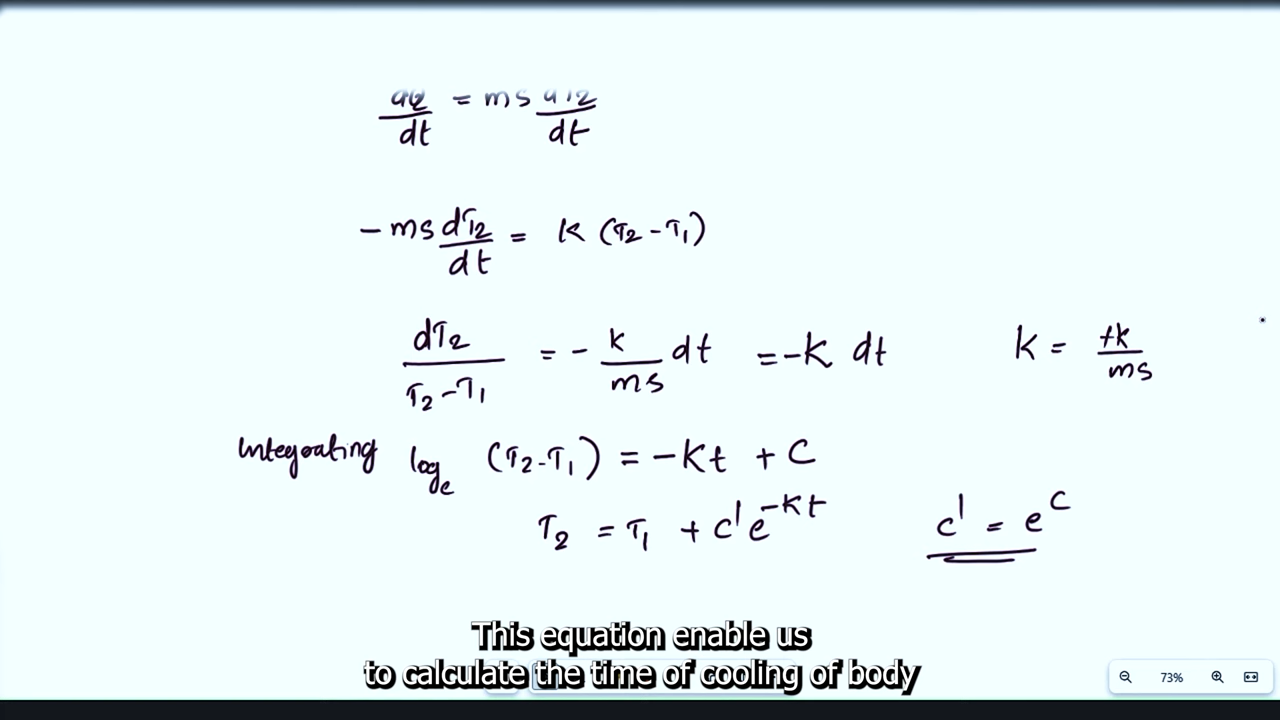 dQ/dt = ms dT2/dt
-ms dT2/dt = k (T2 - T1)
dT2/(T2 - T1) = - k/ms dt = -K dt    K = +k/ms
Integrating loge (T2 - T1) = -Kt + C
T2 = T1 + C' e^-Kt    C' = e^C
This equation enable us
to calculate the time of cooling of body
73%